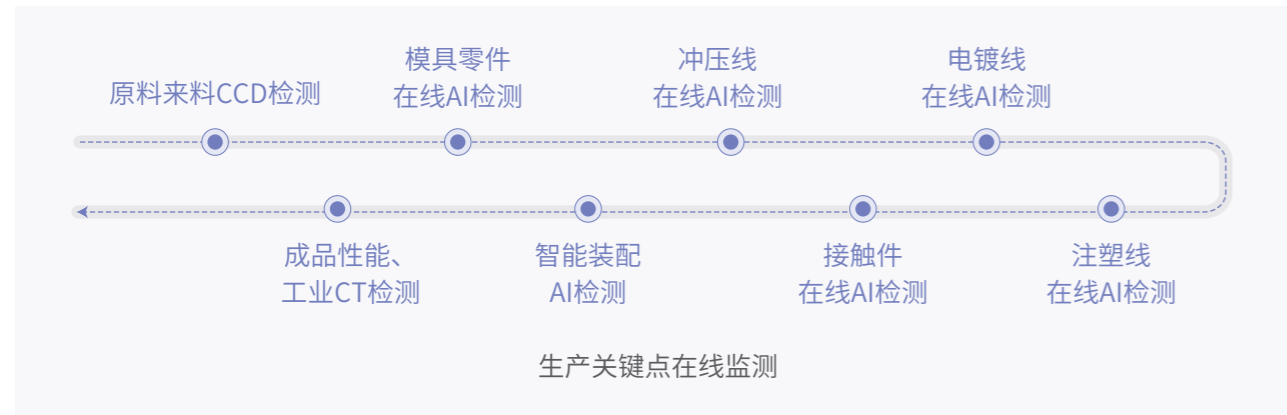 原料来料CCD检测
模具零件
在线AI检测
冲压线
在线AI检测
电镀线
在线AI检测
成品性能、
工业CT检测
智能装配
AI检测
接触件
在线AI检测
注塑线
在线AI检测
生产关键点在线监测